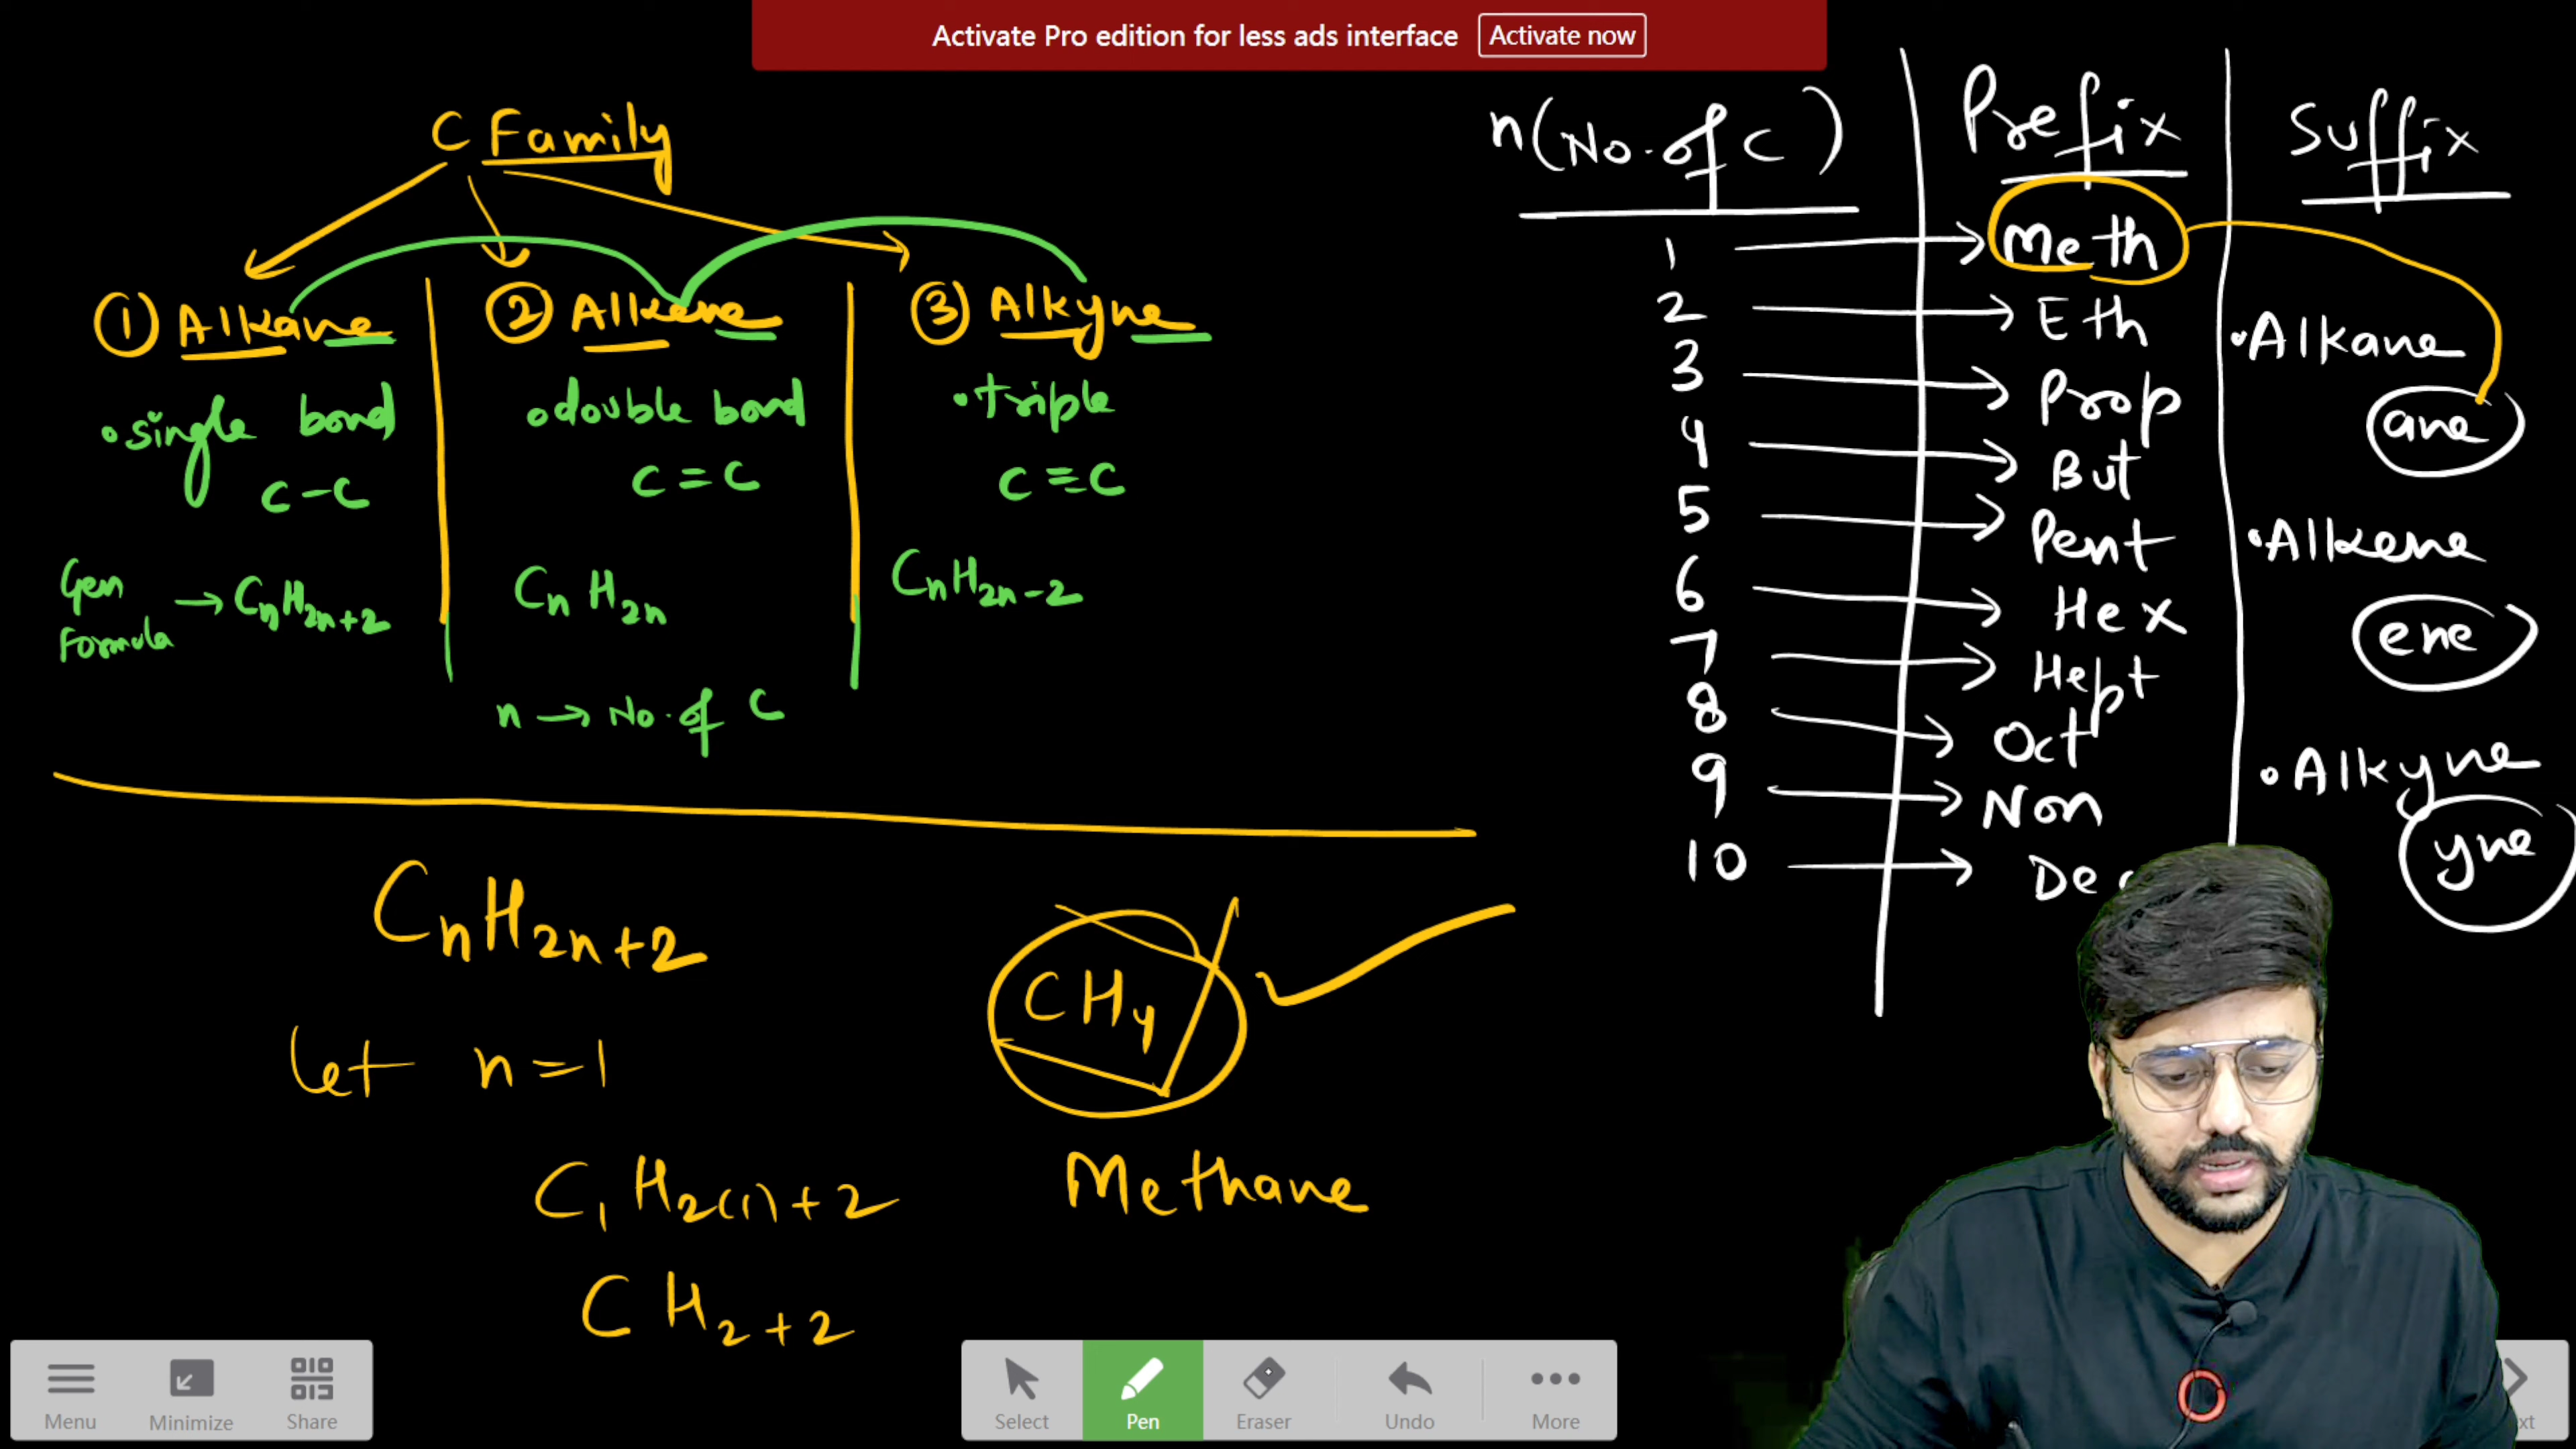 Activate Pro edition for less ads interface Activate now
C Family
① Alkane
• single bond
C - C
Gen Formula → CnH2n+2
② Alkene
• double bond
C = C
CnH2n
n → No. of C
③ Alkyne
• triple
C ≡ C
CnH2n-2
n (No. of C) Prefix Suffix
1 → Meth
2 → Eth
3 → Prop
4 → But
5 → Pent
6 → Hex
7 → Hept
8 → Oct
9 → Non
10 → De
• Alkane
ane
• Alkene
ene
• Alkyne
yne
CnH2n+2
let n = 1
C1H2(1)+2
CH2+2
CH4
Methane
Menu Minimize Share
Select Pen Eraser Undo More
xt